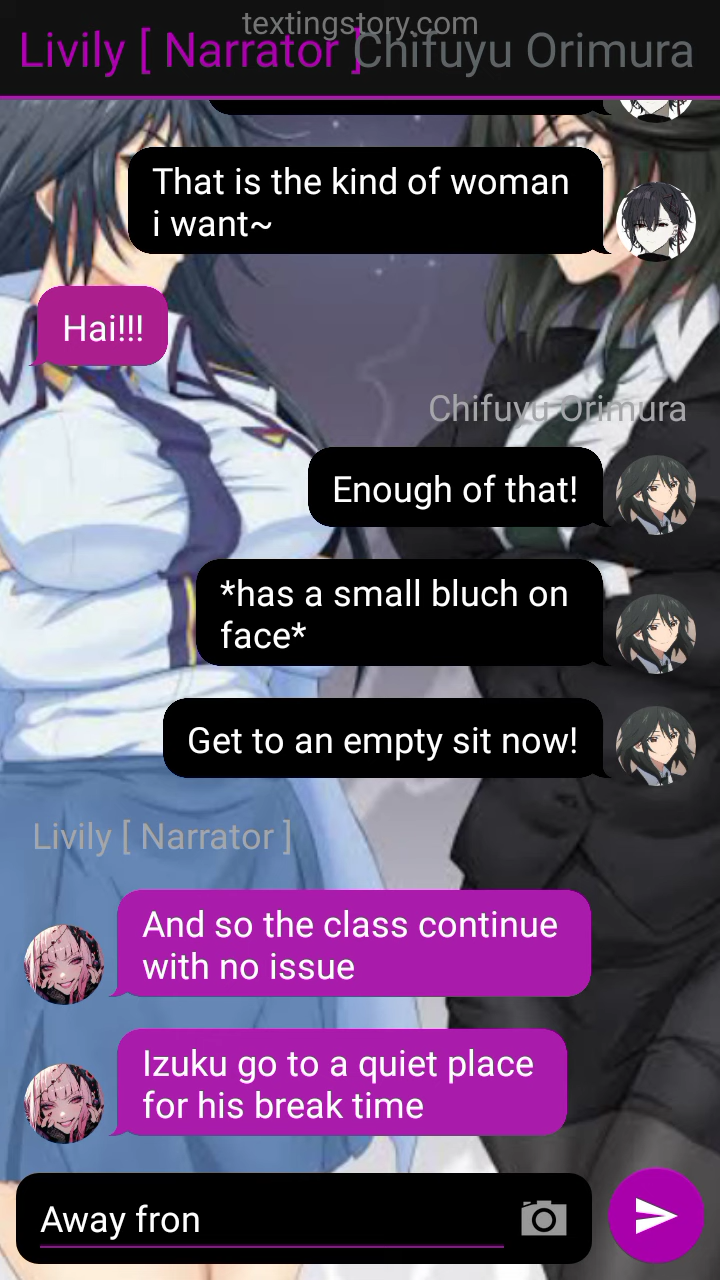 textingstory.com
Livily [ Narrator ]
Chifuyu Orimura
That is the kind of woman
i want~
Hai!!!
Chifuyu Orimura
Enough of that!
*has a small bluch on
face*
Get to an empty sit now!
Livily [ Narrator ]
And so the class continue
with no issue
Izuku go to a quiet place
for his break time
Away fron